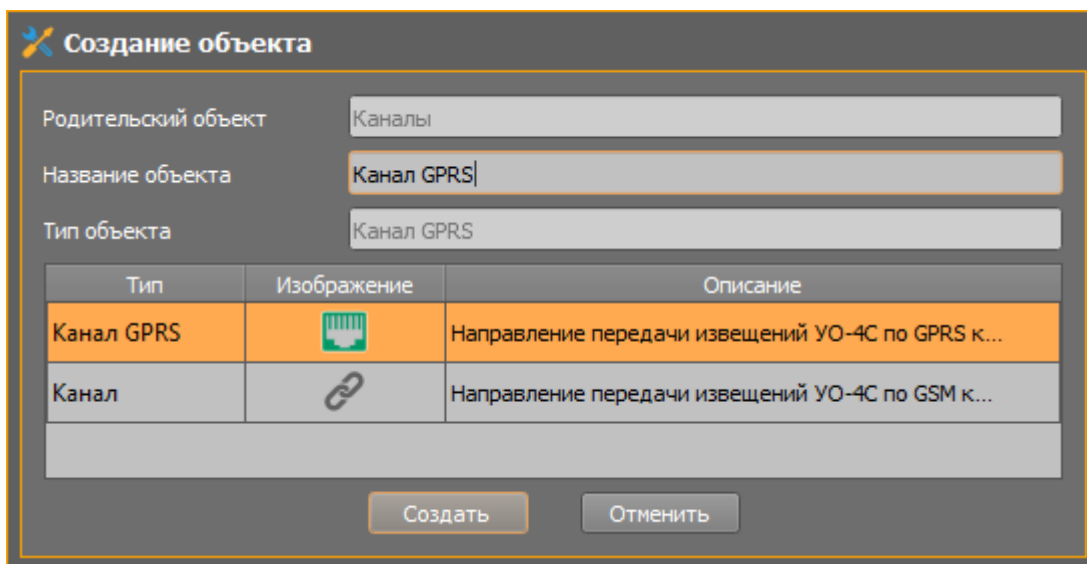 Создание объекта
Родительский объект Каналы
Название объекта Канал GPRS
Тип объекта Канал GPRS
Тип Изображение Описание
Канал GPRS Направление передачи извещений УО-4С по GPRS к...
Канал Направление передачи извещений УО-4С по GSM к...
Создать Отменить